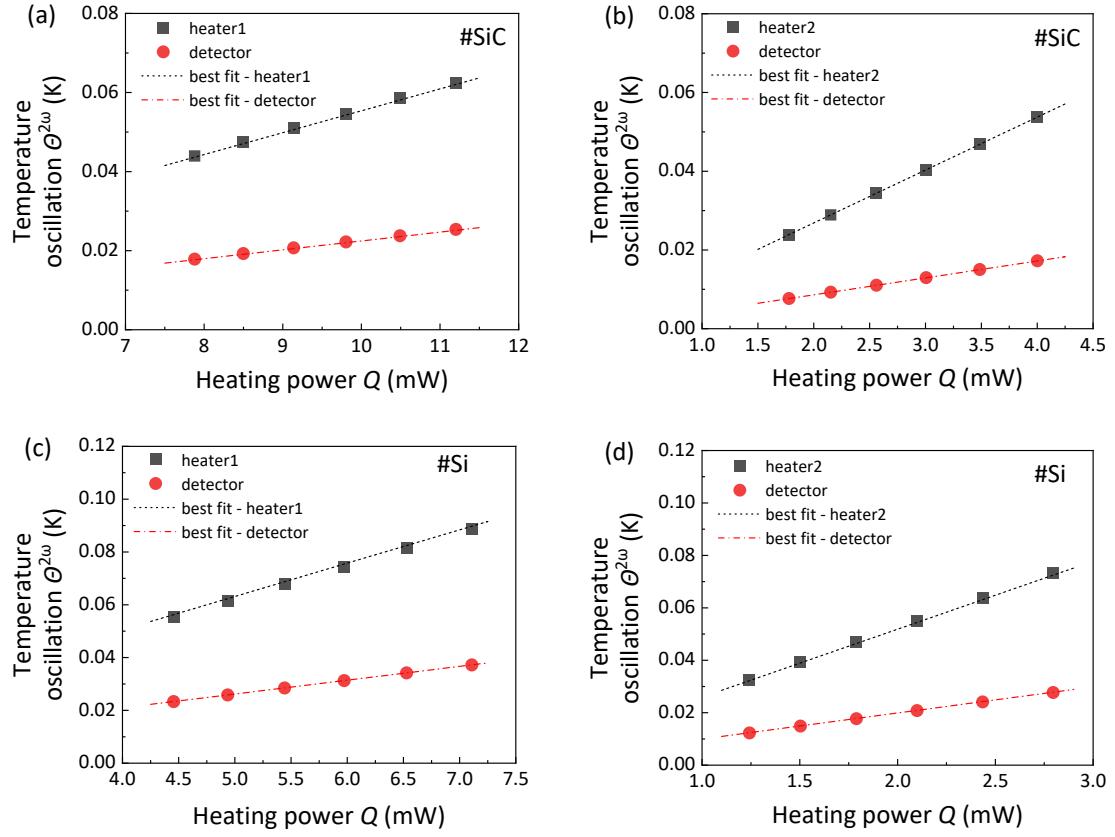 (a)
heater1
detector
best fit - heater1
best fit - detector
#SiC
Temperature
oscillation Θ²ω (K)
0.08
0.06
0.04
0.02
0.00
7 8 9 10 11 12
Heating power Q (mW)
(b)
heater2
detector
best fit - heater2
best fit - detector
#SiC
Temperature
oscillation Θ²ω (K)
0.08
0.06
0.04
0.02
0.00
1.0 1.5 2.0 2.5 3.0 3.5 4.0 4.5
Heating power Q (mW)
(c)
heater1
detector
best fit - heater1
best fit - detector
#Si
Temperature
oscillation Θ²ω (K)
0.12
0.10
0.08
0.06
0.04
0.02
0.00
4.0 4.5 5.0 5.5 6.0 6.5 7.0 7.5
Heating power Q (mW)
(d)
heater2
detector
best fit - heater2
best fit - detector
#Si
Temperature
oscillation Θ²ω (K)
0.12
0.10
0.08
0.06
0.04
0.02
0.00
1.0 1.5 2.0 2.5 3.0
Heating power Q (mW)